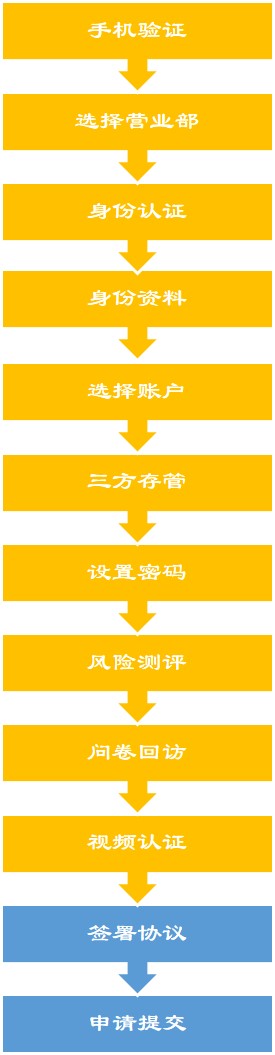 手机验证
选择营业部
身份认证
身份资料
选择账户
三方存管
设置密码
风险测评
问卷回访
视频认证
签署协议
申请提交